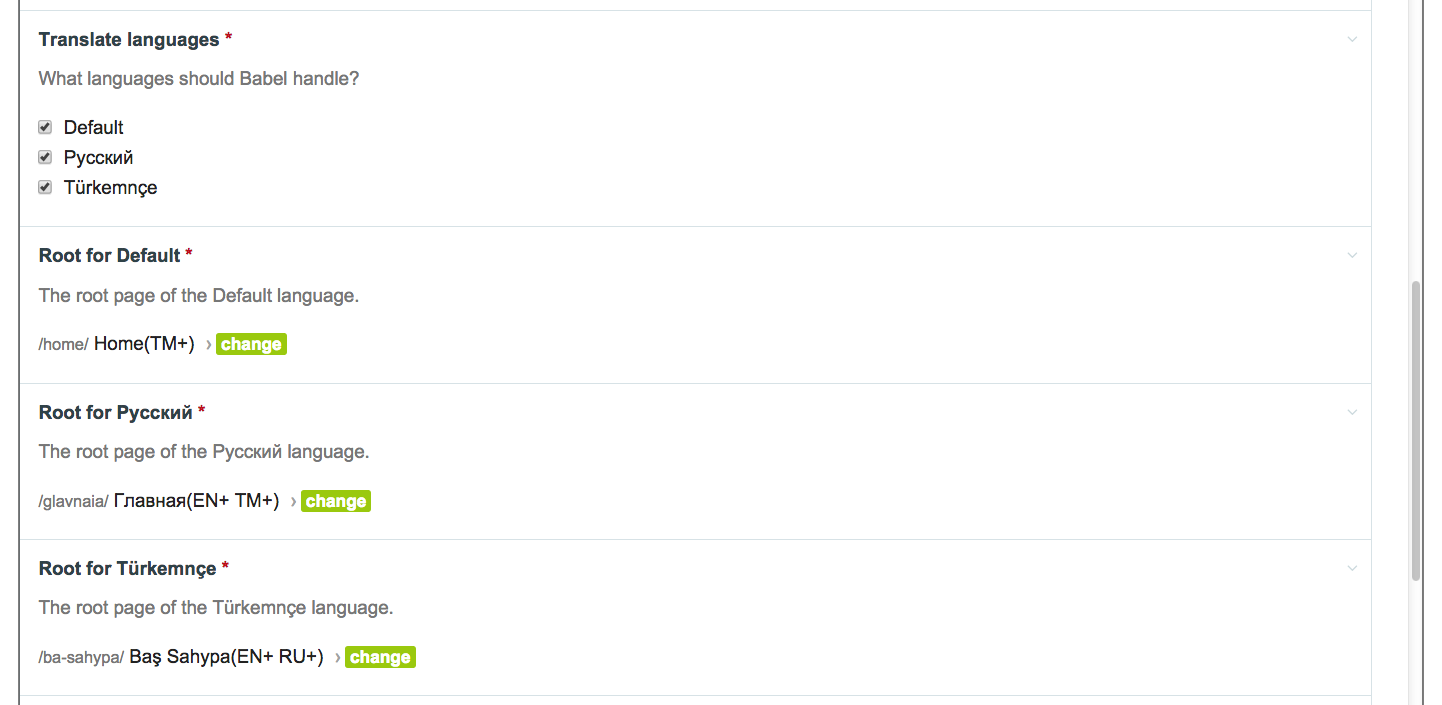 Translate languages *
What languages should Babel handle?
Default
Русский
Türkemnçe
Root for Default *
The root page of the Default language.
/home/ Home(TM+) › change
Root for Русский *
The root page of the Русский language.
/glavnaia/ Главная(EN+ TM+) › change
Root for Türkemnçe *
The root page of the Türkemnçe language.
/ba-sahypa/ Baş Sahypa(EN+ RU+) › change